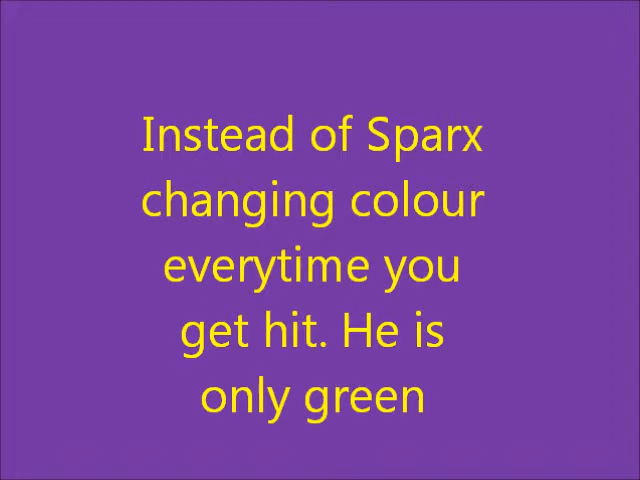 Instead of Sparx
changing colour
everytime you
get hit. He is
only green